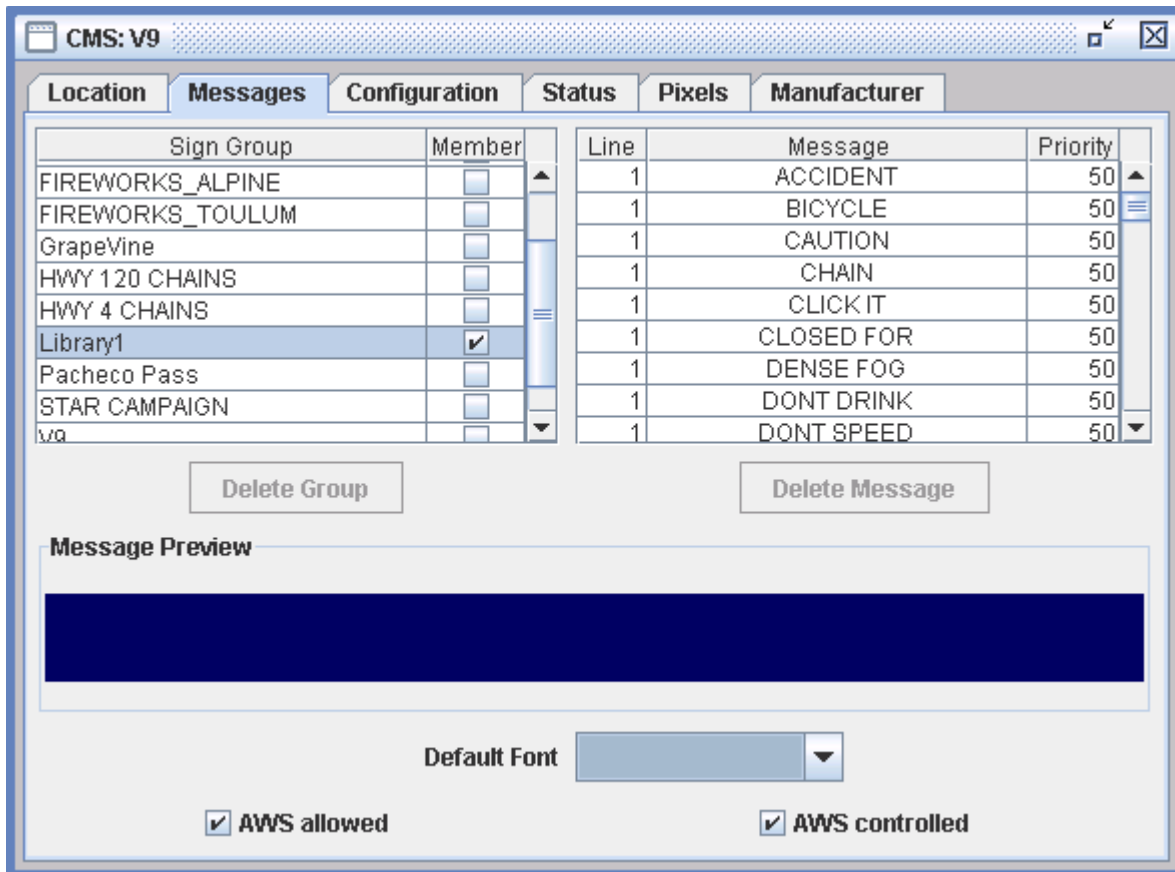 CMS: V9
Location Messages Configuration Status Pixels Manufacturer
Sign Group Member
FIREWORKS_ALPINE
FIREWORKS_TOULUM
GrapeVine
HWY 120 CHAINS
HWY 4 CHAINS
Library1
Pacheco Pass
STAR CAMPAIGN
V9
Line Message Priority
1 ACCIDENT 50
1 BICYCLE 50
1 CAUTION 50
1 CHAIN 50
1 CLICK IT 50
1 CLOSED FOR 50
1 DENSE FOG 50
1 DONT DRINK 50
1 DONT SPEED 50
Delete Group
Delete Message
Message Preview
Default Font
AWS allowed
AWS controlled